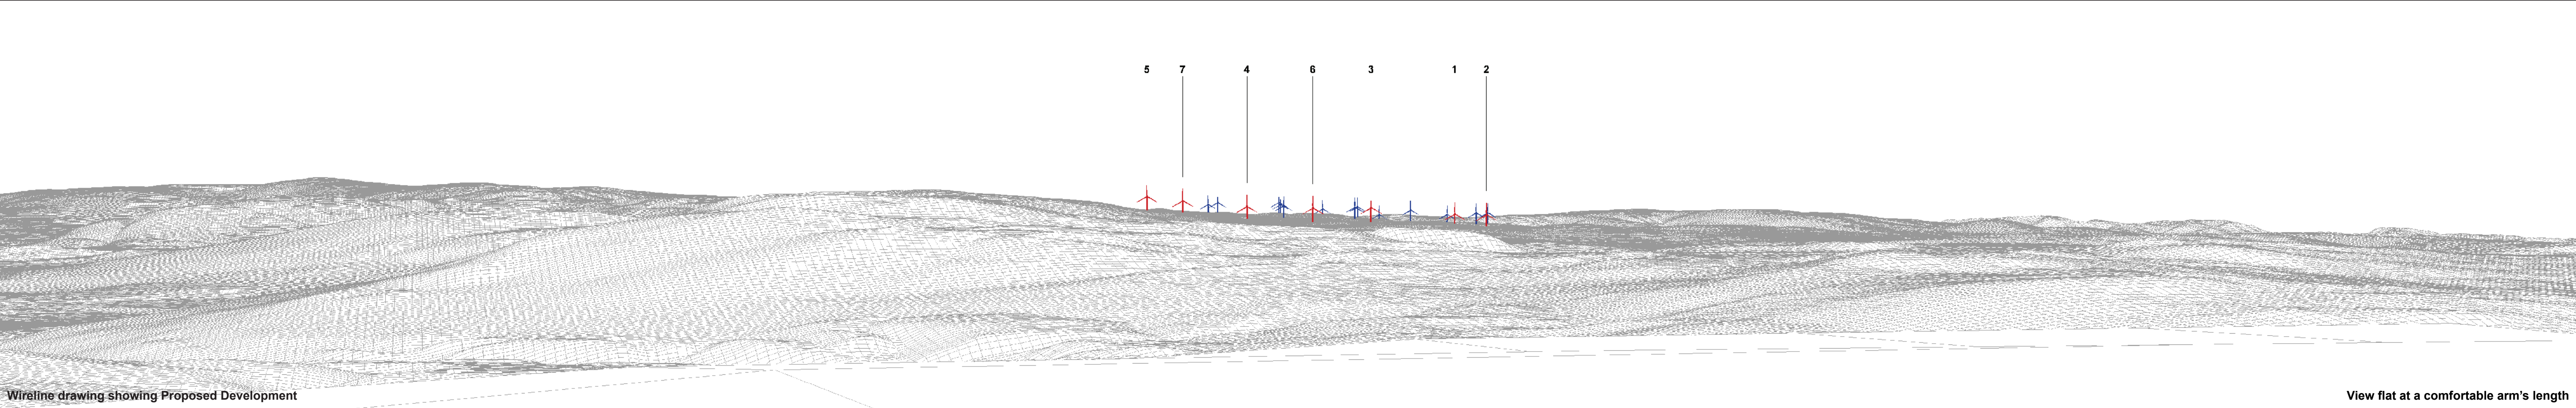 5 7 4 6 3 1 2
Wireline drawing showing Proposed Development
View flat at a comfortable arm's length